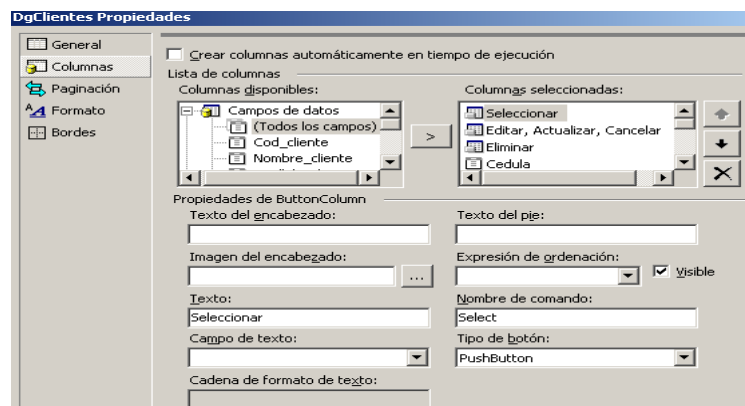 DgClientes Propiedades
General
Columnas
Paginación
Formato
Bordes
Crear columnas automáticamente en tiempo de ejecución
Lista de columnas
Columnas disponibles:
Campos de datos
(Todos los campos)
Cod_cliente
Nombre_cliente
>
Columnas seleccionadas:
Seleccionar
Editar, Actualizar, Cancelar
Eliminar
Cedula
Propiedades de ButtonColumn
Texto del encabezado:
Texto del pie:
Imagen del encabezado:
...
Expresión de ordenación:
Visible
Texto:
Seleccionar
Nombre de comando:
Select
Campo de texto:
Tipo de botón:
PushButton
Cadena de formato de texto: